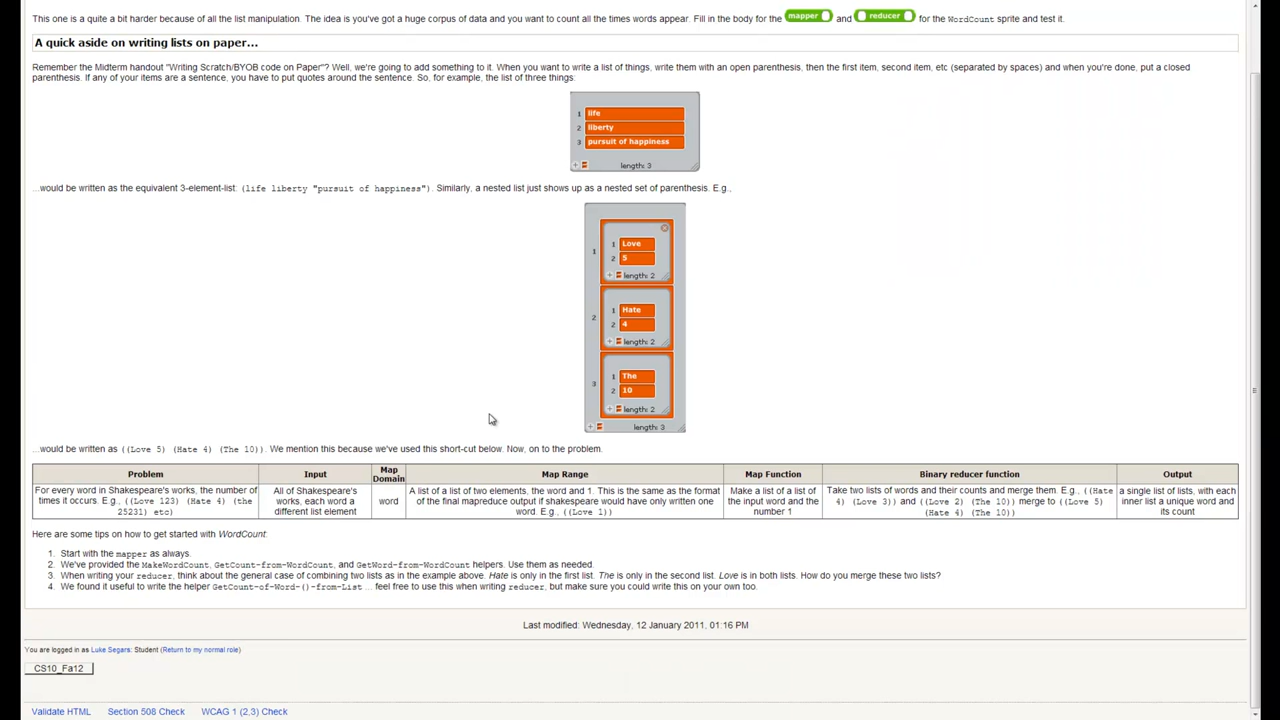 This one is a quite a bit harder because of all the list manipulation. The idea is you've got a huge corpus of data and you want to count all the times words appear. Fill in the body for the mapper and reducer for the WordCount sprite and test it.
A quick aside on writing lists on paper...
Remember the Midterm handout "Writing Scratch/BYOB code on Paper"? Well, we're going to add something to it. When you want to write a list of things, write them with an open parenthesis, then the first item, second item, etc (separated by spaces) and when you're done, put a closed
parenthesis. If any of your items are a sentence, you have to put quotes around the sentence. So, for example, the list of three things:
1 life
2 liberty
3 pursuit of happiness
+ length: 3
...would be written as the equivalent 3-element-list: (life liberty "pursuit of happiness"). Similarly, a nested list just shows up as a nested set of parenthesis. E.g.,
1
1 Love
2 5
+ length: 2
2
1 Hate
2 4
+ length: 2
3
1 The
2 10
+ length: 2
+ length: 3
...would be written as ((Love 5) (Hate 4) (The 10)). We mention this because we've used this short-cut below. Now, on to the problem.
Problem Input Map Domain Map Range Map Function Binary reducer function Output
For every word in Shakespeare's works, the number of
times it occurs. E.g., ((Love 123) (Hate 4) (the
25231) etc)
All of Shakespeare's
works, each word a
different list element
word
A list of a list of two elements, the word and 1. This is the same as the format
of the final mapreduce output if shakespeare would have only written one
word. E.g., ((Love 1))
Make a list of a list of
the input word and the
number 1
Take two lists of words and their counts and merge them. E.g., ((Hate
4) (Love 3)) and ((Love 2) (The 10)) merge to ((Love 5)
(Hate 4) (The 10))
a single list of lists, with each
inner list a unique word and
its count
Here are some tips on how to get started with WordCount:
1. Start with the mapper as always.
2. We've provided the MakeWordCount, GetCount-from-WordCount, and GetWord-from-WordCount helpers. Use them as needed.
3. When writing your reducer, think about the general case of combining two lists as in the example above. Hate is only in the first list. The is only in the second list. Love is in both lists. How do you merge these two lists?
4. We found it useful to write the helper GetCount-of-Word-()-from-List ... feel free to use this when writing reducer, but make sure you could write this on your own too.
Last modified: Wednesday, 12 January 2011, 01:16 PM
You are logged in as Luke Segars: Student (Return to my normal role)
CS10_Fa12
Validate HTML Section 508 Check WCAG 1 (2,3) Check